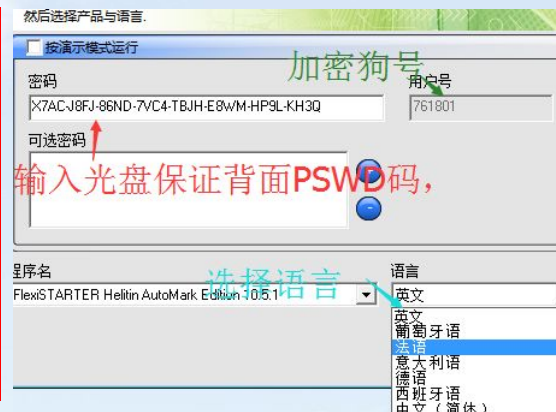 然后选择产品与语言.
按演示模式运行
加密狗号
密码
用户号
X7AC-J8FJ-86ND-7VC4-TBJH-E8WM-HP9L-KH3Q
761801
可选密码
输入光盘保证背面PSWD码，
程序名
选择语言
语言
FlexiSTARTER Helitin AutoMark Edition 10.5.1
英文
英文
葡萄牙语
法语
意大利语
德语
西班牙语
中文（简体）